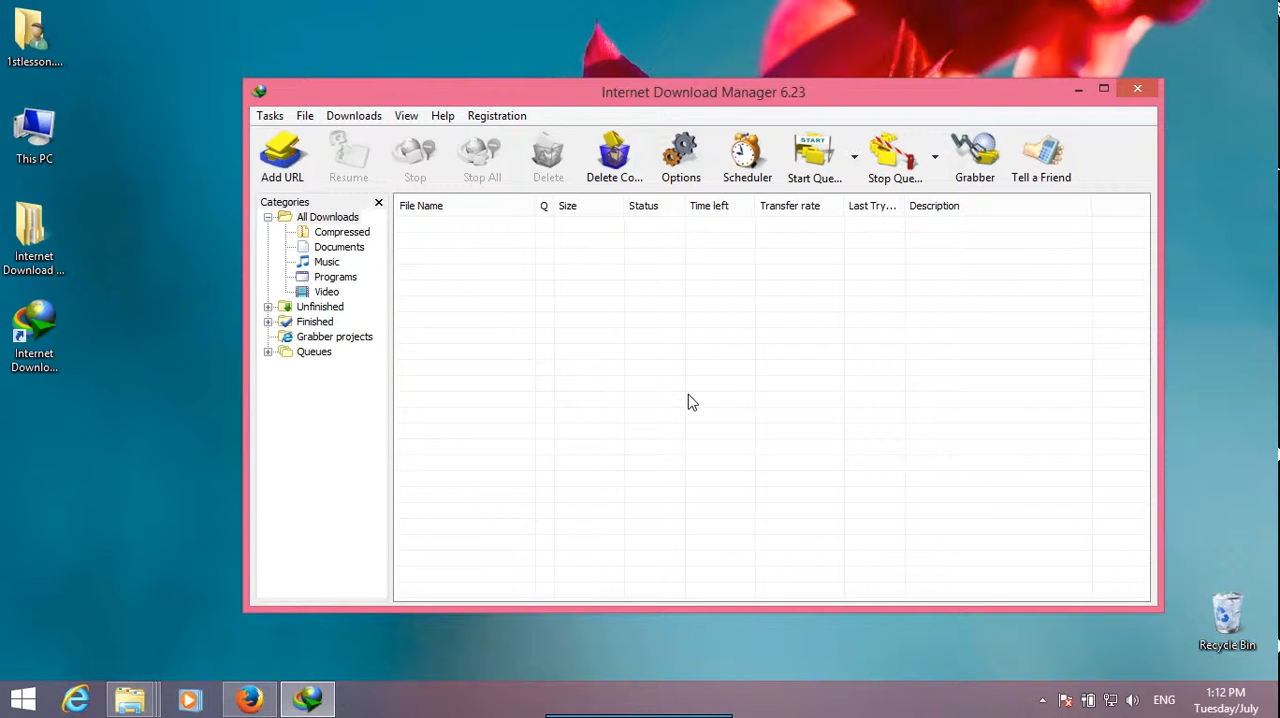 1stlesson....
This PC
Internet
Download ...
Internet
Downlo...
Internet Download Manager 6.23
Tasks File Downloads View Help Registration
Add URL Resume Stop Stop All Delete Delete Co... Options Scheduler START Start Que... Stop Que... Grabber Tell a Friend
Categories
All Downloads
Compressed
Documents
Music
Programs
Video
Unfinished
Finished
Grabber projects
Queues
File Name Q Size Status Time left Transfer rate Last Try... Description
Recycle Bin
ENG
1:12 PM
Tuesday/July